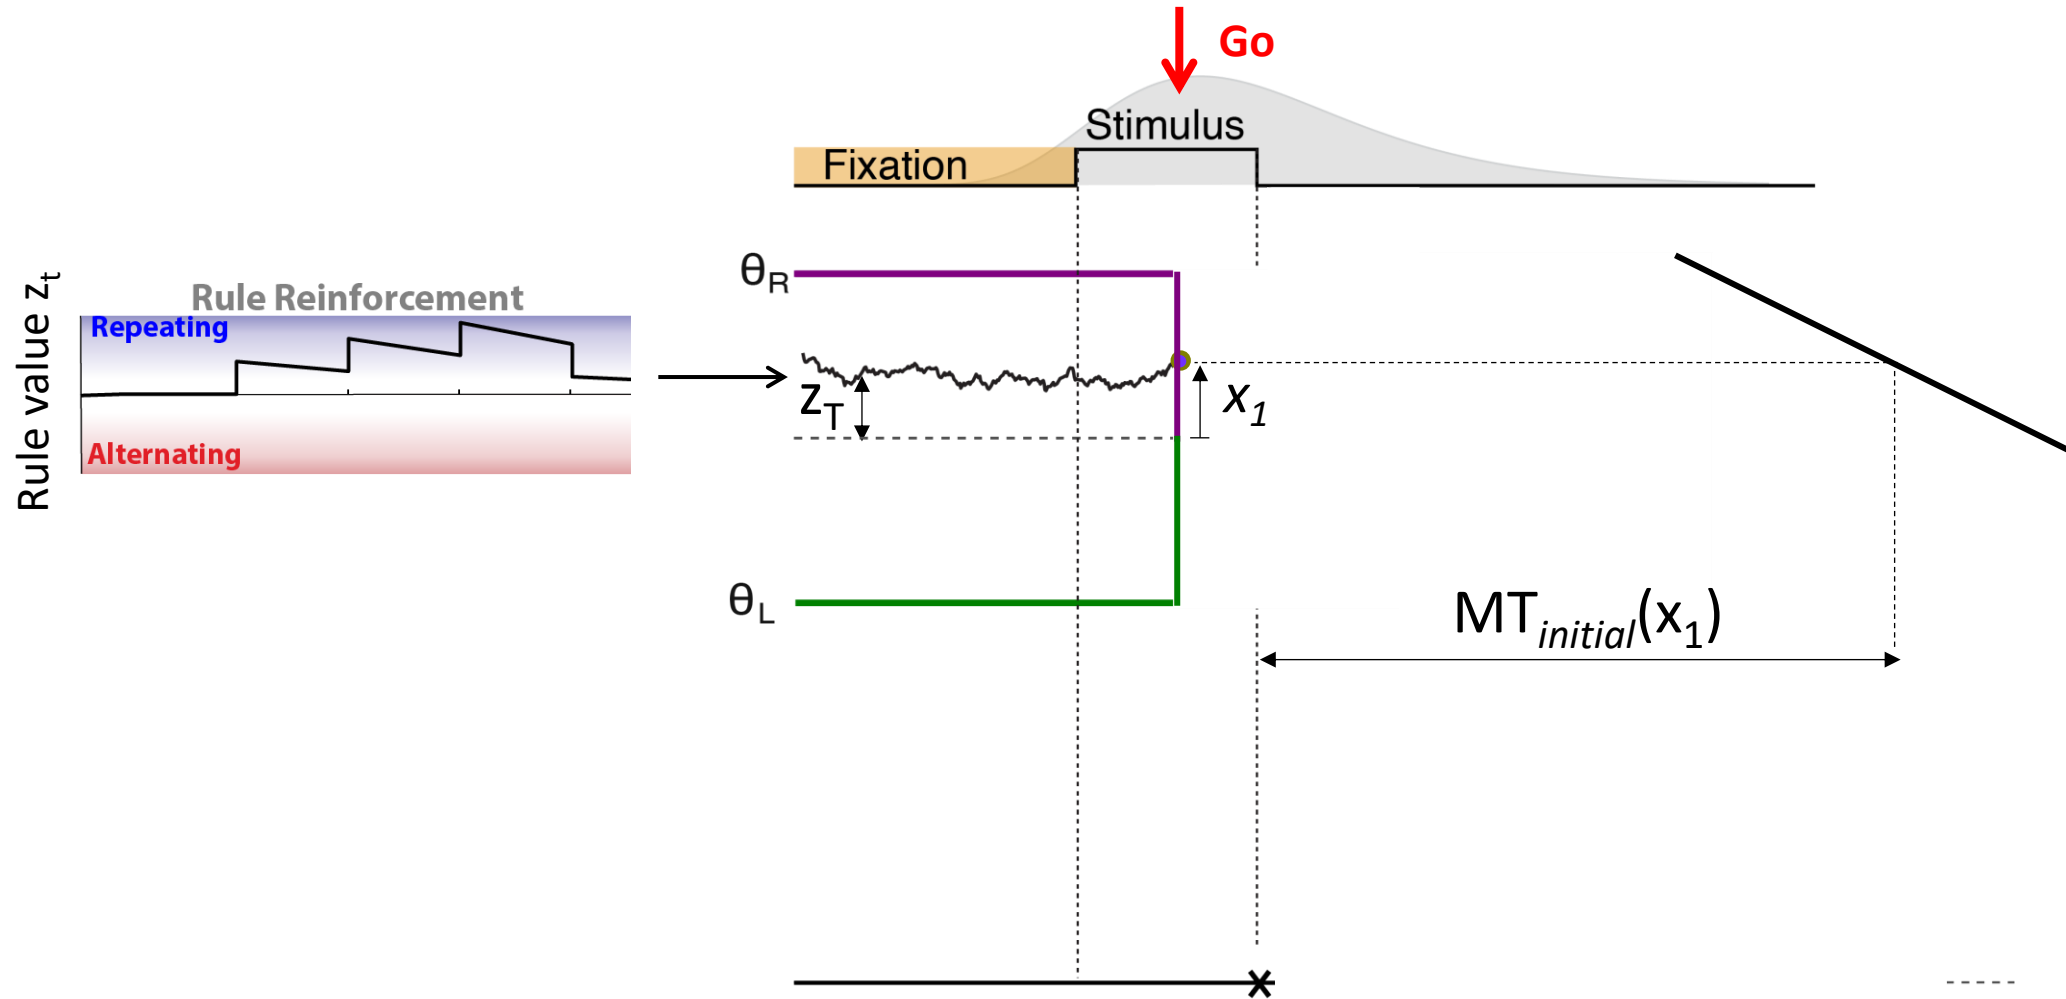 Go
Stimulus
Fixation
Rule value zt
Rule Reinforcement
Repeating
Alternating
θR
zT
x1
θL
MTinitial(x1)